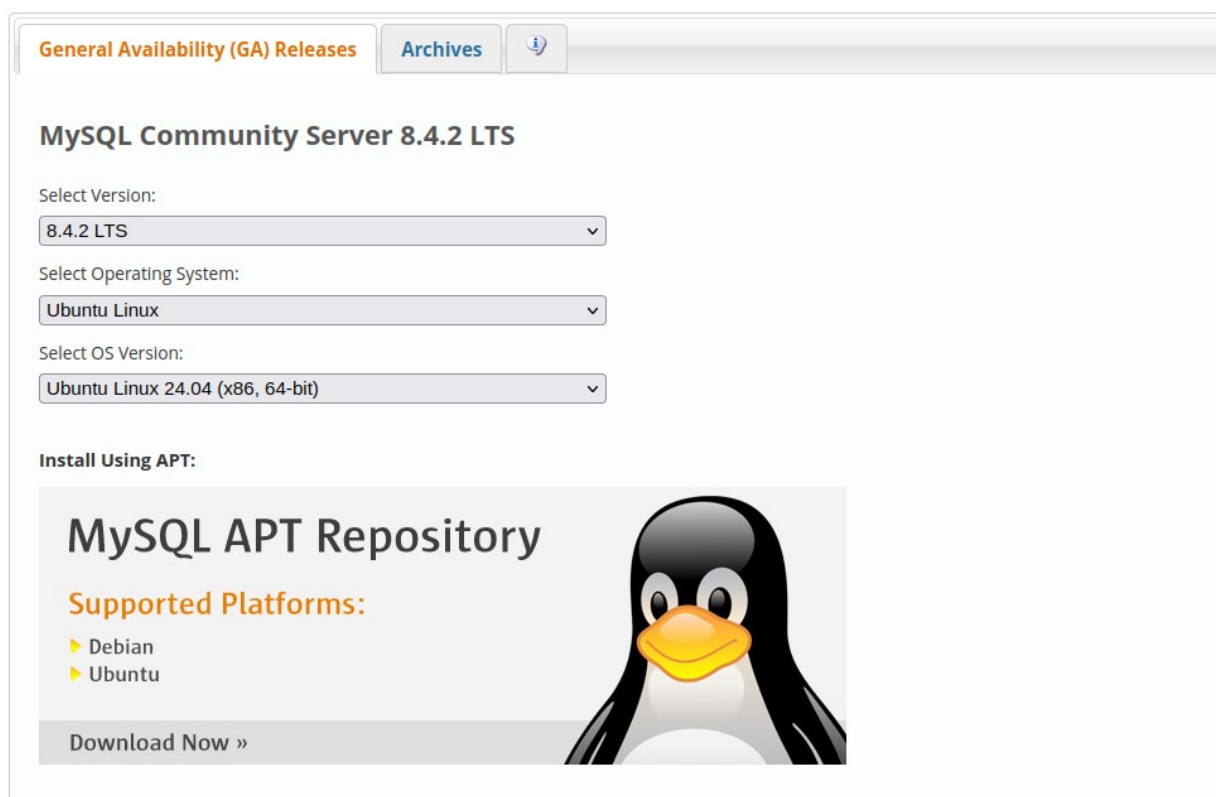 General Availability (GA) Releases
Archives
MySQL Community Server 8.4.2 LTS
Select Version:
8.4.2 LTS
Select Operating System:
Ubuntu Linux
Select OS Version:
Ubuntu Linux 24.04 (x86, 64-bit)
Install Using APT:
MySQL APT Repository
Supported Platforms:
Debian
Ubuntu
Download Now »